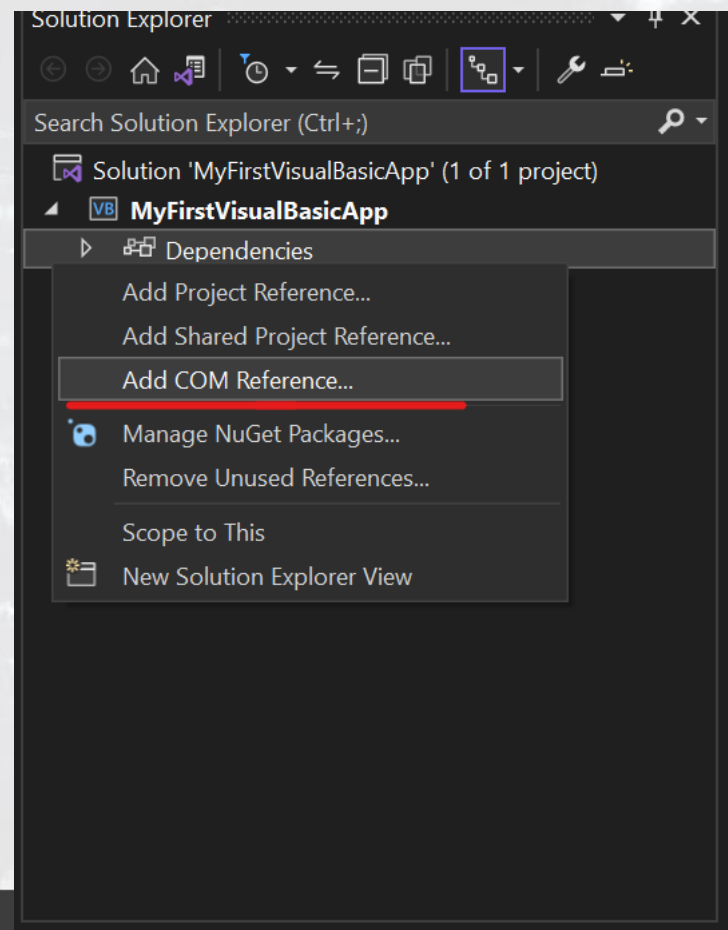 Solution Explorer
Search Solution Explorer (Ctrl+;)
Solution 'MyFirstVisualBasicApp' (1 of 1 project)
VB MyFirstVisualBasicApp
Dependencies
Add Project Reference...
Add Shared Project Reference...
Add COM Reference...
Manage NuGet Packages...
Remove Unused References...
Scope to This
New Solution Explorer View